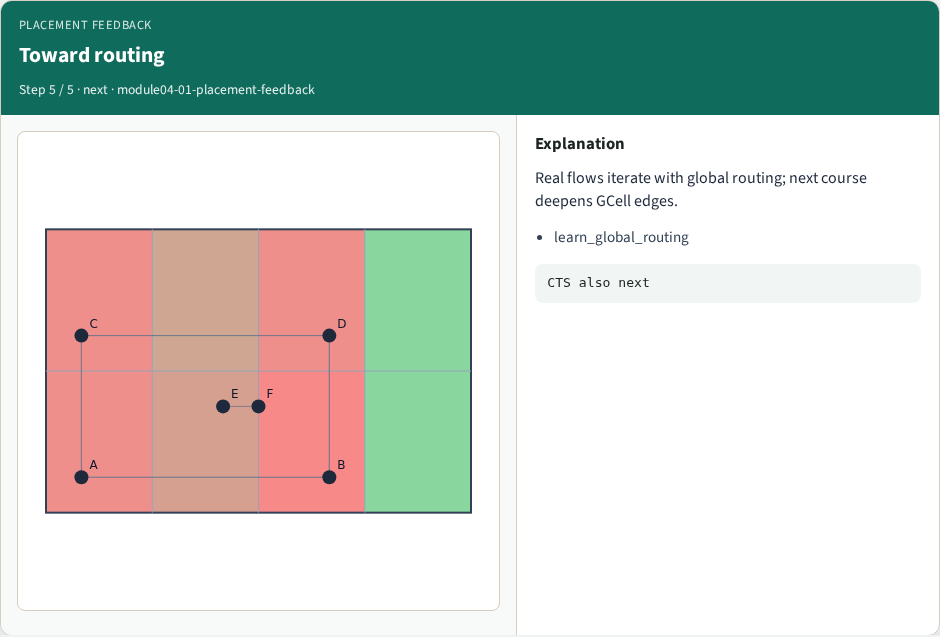 PLACEMENT FEEDBACK
Toward routing
Step 5 / 5 · next · module04-01-placement-feedback
C
D
E
F
A
B
Explanation
Real flows iterate with global routing; next course
deepens GCell edges.
• learn_global_routing
CTS also next